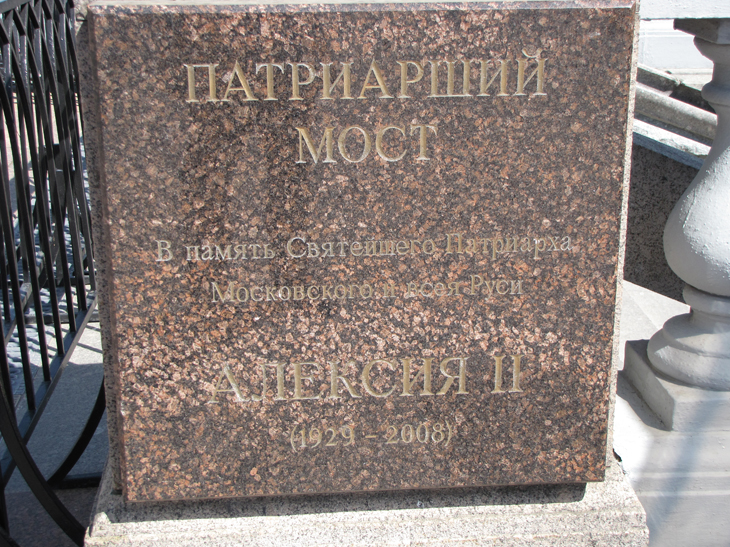 ПАТРИАРШИЙ
МОСТ
В память Святейшего Патриарха
Московского и всея Руси
АЛЕКСИЯ II
(1929 - 2008)